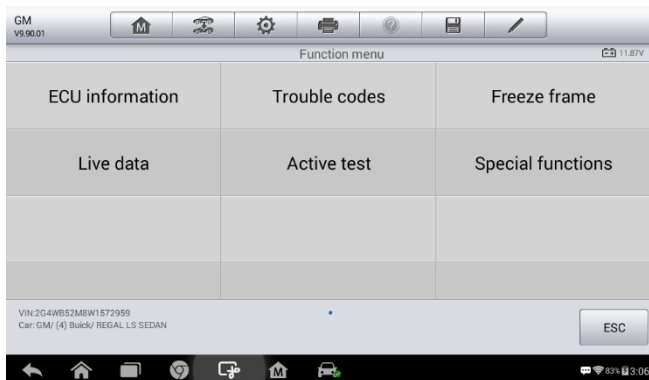 GM
V9.90.01
Function menu
11.87V
ECU information
Trouble codes
Freeze frame
Live data
Active test
Special functions
VIN:2G4WB52M8W1572959
Car: GM/ (4) Buick/ REGAL LS SEDAN
ESC
83% 3:06